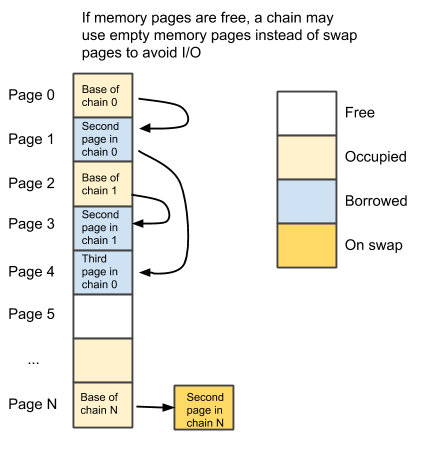 If memory pages are free, a chain may
use empty memory pages instead of swap
pages to avoid I/O
Page 0
Base of
chain 0
Page 1
Second
page in
chain 0
Page 2
Base of
chain 1
Page 3
Second
page in
chain 1
Page 4
Third
page in
chain 0
Page 5
...
Page N
Base of
chain N
Second
page in
chain N
Free
Occupied
Borrowed
On swap